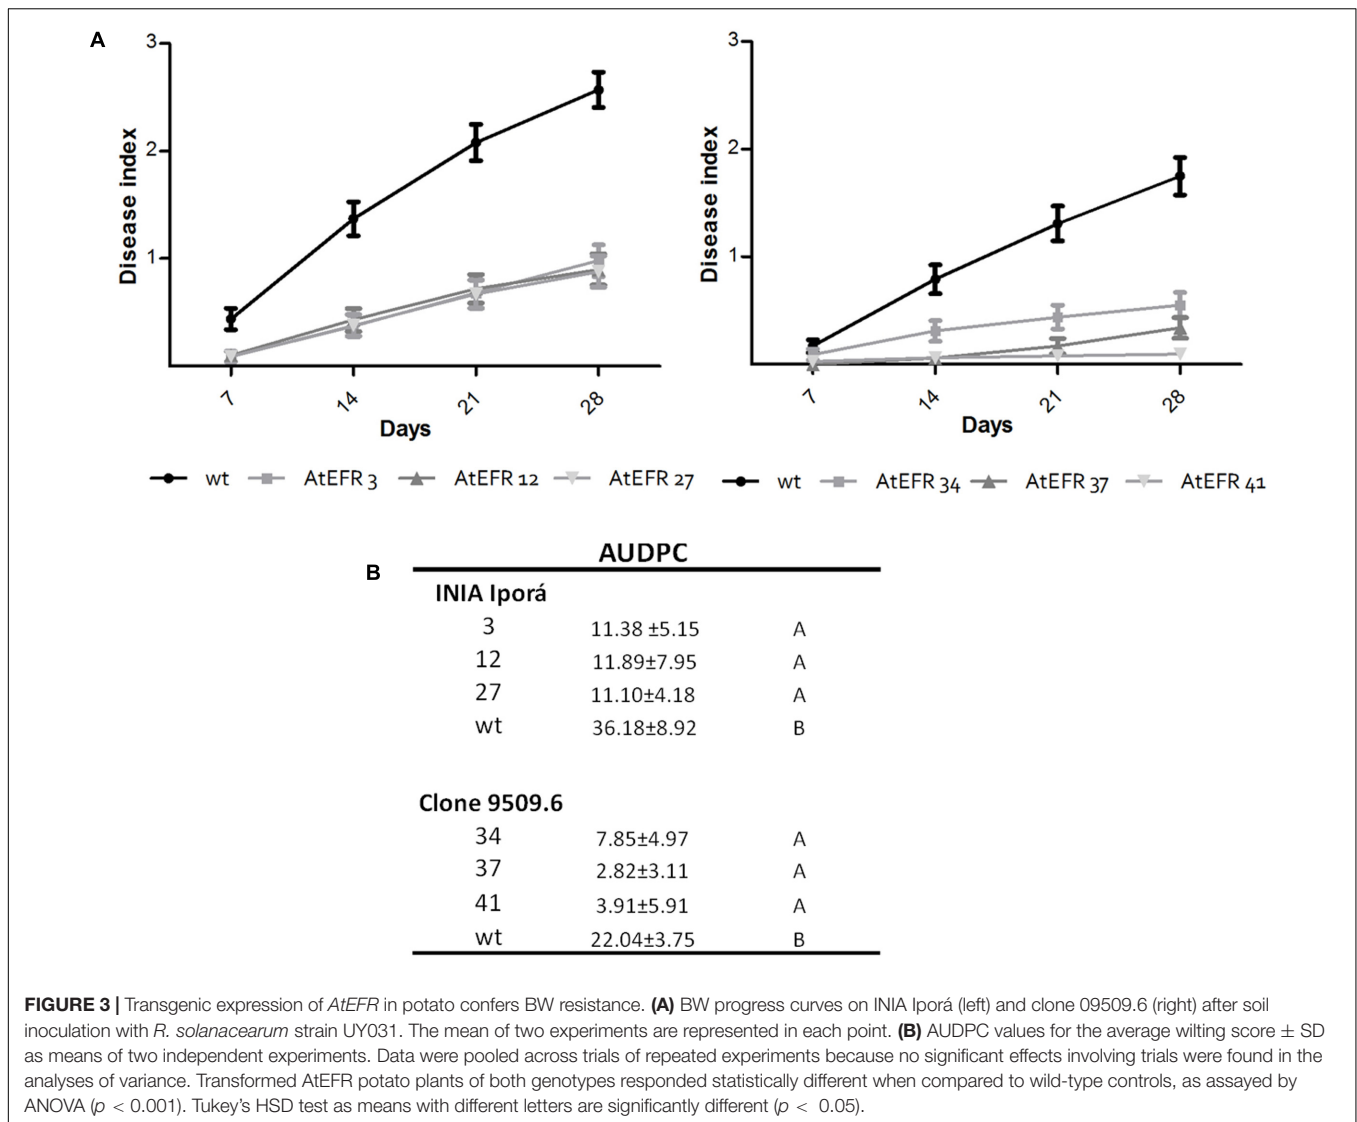 A
3
2
1
Disease index
7
14
21
28
Days
3
2
1
Disease index
7
14
21
28
Days
wt AtEFR 3 AtEFR 12 AtEFR 27
wt AtEFR 34 AtEFR 37 AtEFR 41
B
AUDPC
INIA Iporá
3 11.38 ±5.15 A
12 11.89±7.95 A
27 11.10±4.18 A
wt 36.18±8.92 B
Clone 9509.6
34 7.85±4.97 A
37 2.82±3.11 A
41 3.91±5.91 A
wt 22.04±3.75 B
FIGURE 3 | Transgenic expression of AtEFR in potato confers BW resistance. (A) BW progress curves on INIA Iporá (left) and clone 09509.6 (right) after soil
inoculation with R. solanacearum strain UY031. The mean of two experiments are represented in each point. (B) AUDPC values for the average wilting score ± SD
as means of two independent experiments. Data were pooled across trials of repeated experiments because no significant effects involving trials were found in the
analyses of variance. Transformed AtEFR potato plants of both genotypes responded statistically different when compared to wild-type controls, as assayed by
ANOVA (p < 0.001). Tukey's HSD test as means with different letters are significantly different (p < 0.05).